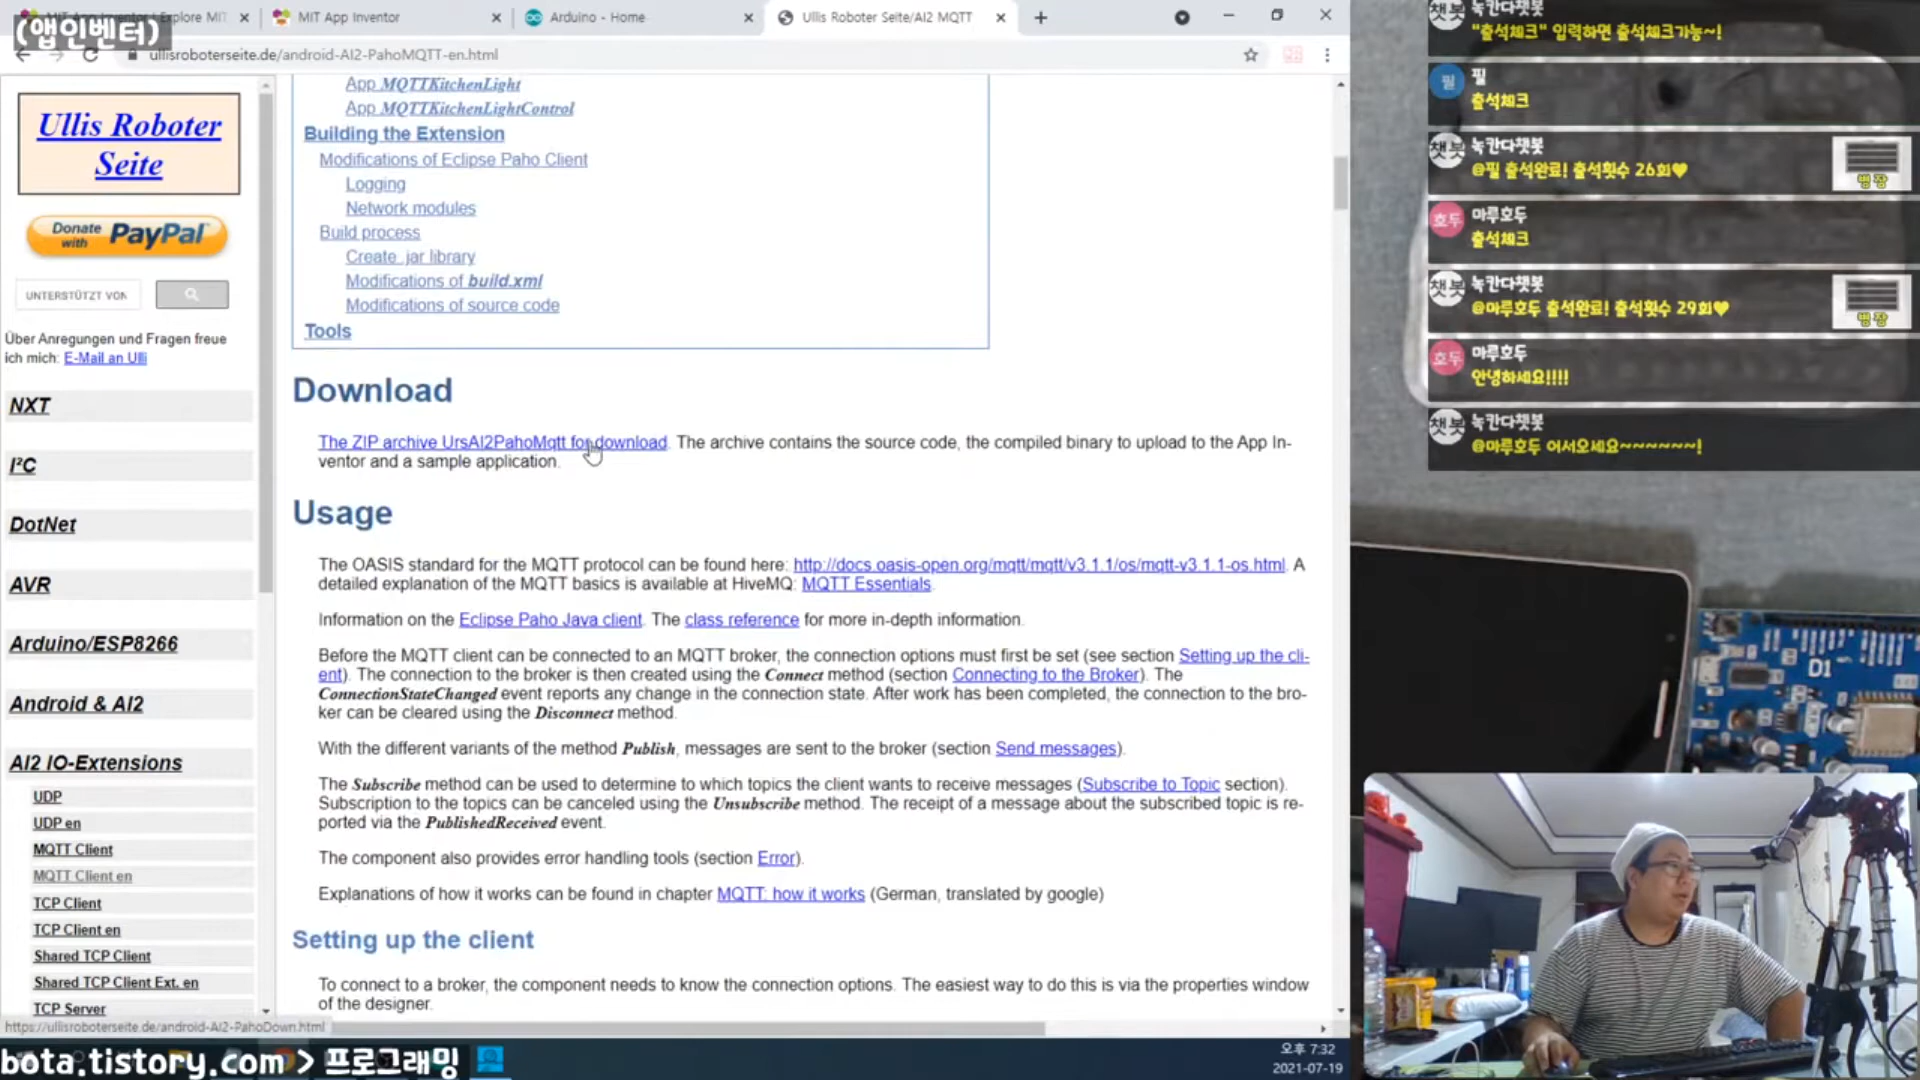 (앱인벤터)
Explore MIT
MIT App Inventor
Arduino - Home
Ullis Roboter Seite/AI2 MQTT
ullisroboterseite.de/android-AI2-PahoMQTT-en.html
Ullis Roboter
Seite
Donate
with PayPal
UNTERSTÜTZT VON
Über Anregungen und Fragen freue
ich mich: E-Mail an Ulli
NXT
I²C
DotNet
AVR
Arduino/ESP8266
Android & AI2
AI2 IO-Extensions
UDP
UDP en
MQTT Client
MQTT Client en
TCP Client
TCP Client en
Shared TCP Client
Shared TCP Client Ext. en
TCP Server
App MQTTKitchenLight
App MQTTKitchenLightControl
Building the Extension
Modifications of Eclipse Paho Client
Logging
Network modules
Build process
Create .jar library
Modifications of build.xml
Modifications of source code
Tools
Download
The ZIP archive UrsAI2PahoMqtt for download. The archive contains the source code, the compiled binary to upload to the App In-
ventor and a sample application.
Usage
The OASIS standard for the MQTT protocol can be found here: http://docs.oasis-open.org/mqtt/mqtt/v3.1.1/os/mqtt-v3.1.1-os.html. A
detailed explanation of the MQTT basics is available at HiveMQ: MQTT Essentials.
Information on the Eclipse Paho Java client. The class reference for more in-depth information.
Before the MQTT client can be connected to an MQTT broker, the connection options must first be set (see section Setting up the cli-
ent). The connection to the broker is then created using the Connect method (section Connecting to the Broker). The
ConnectionStateChanged event reports any change in the connection state. After work has been completed, the connection to the bro-
ker can be cleared using the Disconnect method.
With the different variants of the method Publish, messages are sent to the broker (section Send messages).
The Subscribe method can be used to determine to which topics the client wants to receive messages (Subscribe to Topic section).
Subscription to the topics can be canceled using the Unsubscribe method. The receipt of a message about the subscribed topic is re-
ported via the PublishedReceived event.
The component also provides error handling tools (section Error).
Explanations of how it works can be found in chapter MQTT: how it works (German, translated by google)
Setting up the client
To connect to a broker, the component needs to know the connection options. The easiest way to do this is via the properties window
of the designer.
https://ullisroboterseite.de/android-AI2-PahoDown.html
bota.tistory.com > 프로그래밍
오후 7:32
2021-07-19
챗봇 녹칸다챗봇
"출석체크" 입력하면 출석체크가능~!
필 필
출석체크
챗봇 녹칸다챗봇
@필 출석완료! 출석횟수 26회♥
병장
호두 마루호두
출석체크
챗봇 녹칸다챗봇
@마루호두 출석완료! 출석횟수 29회♥
병장
호두 마루호두
안녕하세요!!!!
챗봇 녹칸다챗봇
@마루호두 어서오세요~~~~~~!
D1